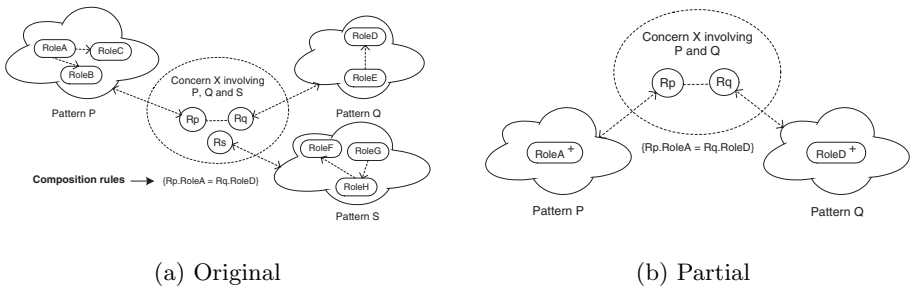 RoleA
RoleC
RoleB
Pattern P
Concern X involving
P, Q and S
Rp
Rq
Rs
RoleD
RoleE
Pattern Q
RoleF
RoleG
RoleH
Pattern S
Composition rules
{Rp.RoleA = Rq.RoleD}
(a) Original
Concern X involving
P and Q
Rp
Rq
{Rp.RoleA = Rq.RoleD}
RoleA +
Pattern P
RoleD +
Pattern Q
(b) Partial